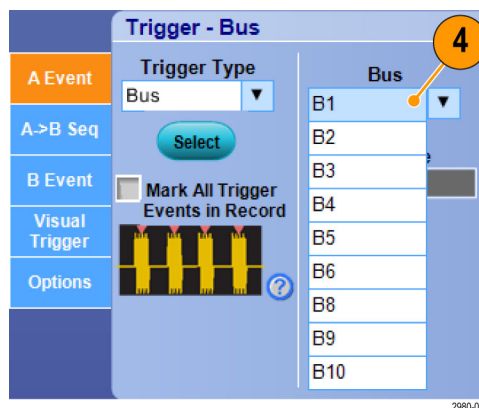 Trigger - Bus
4
A Event
A->B Seq
B Event
Visual
Trigger
Options
Trigger Type
Bus
Select
Mark All Trigger
Events in Record
?
Bus
B1
B2
B3
B4
B5
B6
B8
B9
B10